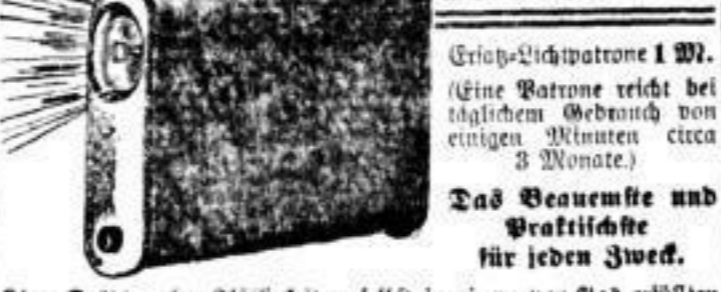 Ersatz-Lichtpatrone 1 M.
(Eine Patrone reicht bei
täglichem Gebrauch von
einigen Minuten circa
3 Monate.)
Das Bequemste und
Praktischste
für jeden Zweck.